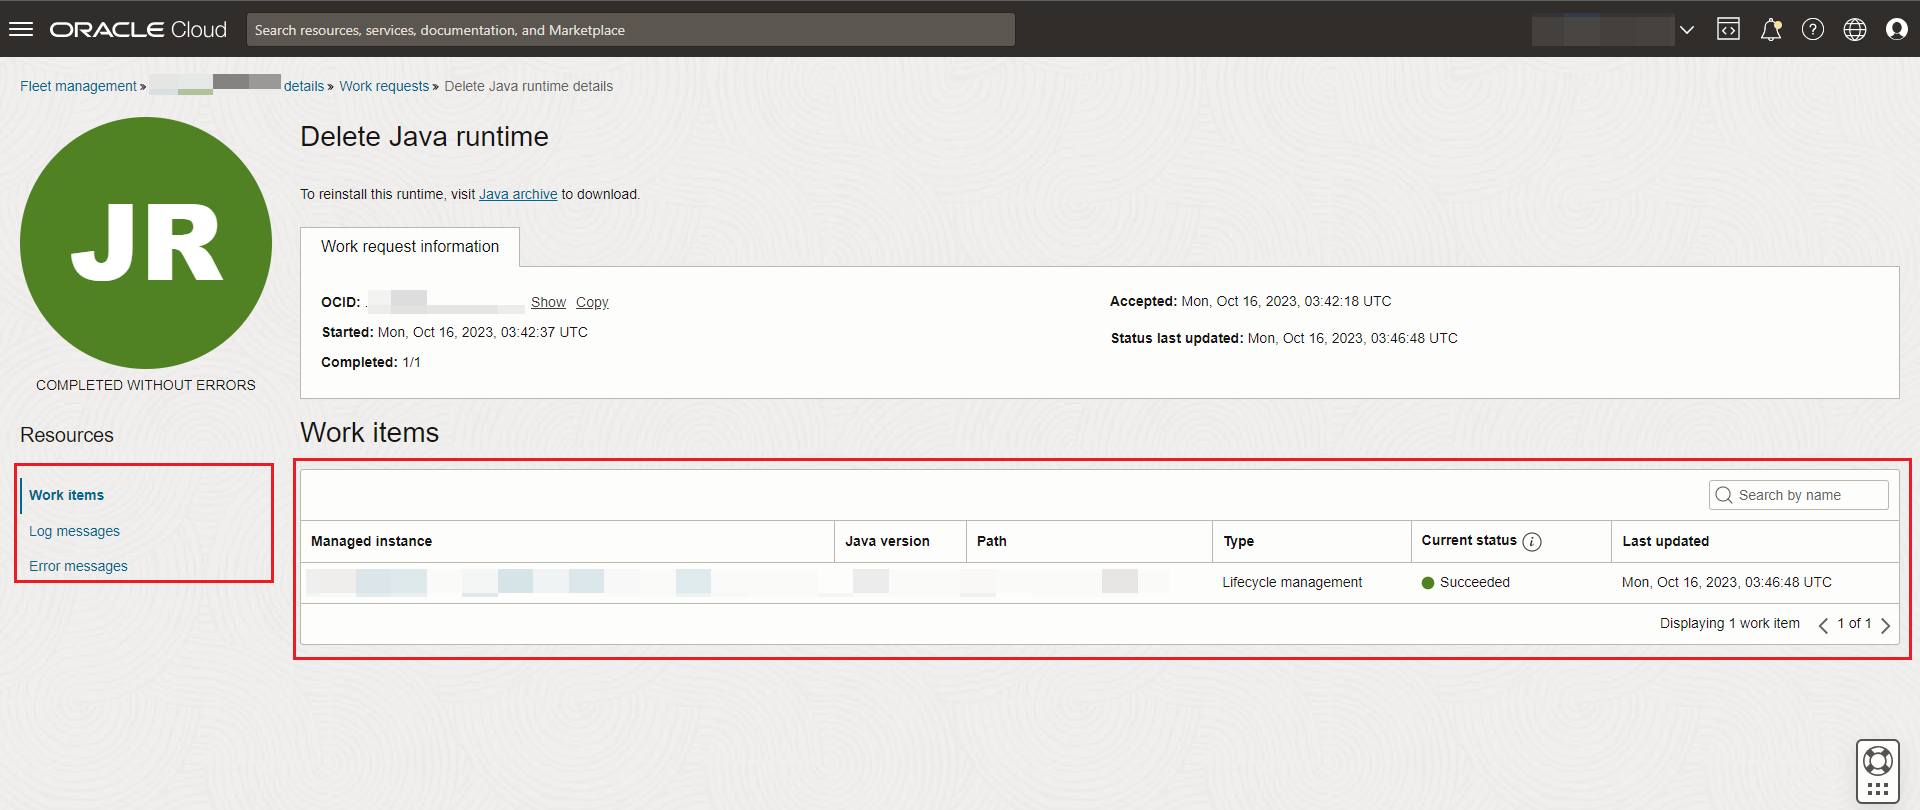 ORACLE Cloud
Search resources, services, documentation, and Marketplace
Fleet management » details » Work requests » Delete Java runtime details
JR
COMPLETED WITHOUT ERRORS
Delete Java runtime
To reinstall this runtime, visit Java archive to download.
Work request information
OCID: . Show Copy
Started: Mon, Oct 16, 2023, 03:42:37 UTC
Completed: 1/1
Accepted: Mon, Oct 16, 2023, 03:42:18 UTC
Status last updated: Mon, Oct 16, 2023, 03:46:48 UTC
Resources
Work items
Log messages
Error messages
Work items
Search by name
Managed instance Java version Path Type Current status i Last updated
Lifecycle management Succeeded Mon, Oct 16, 2023, 03:46:48 UTC
Displaying 1 work item 1 of 1